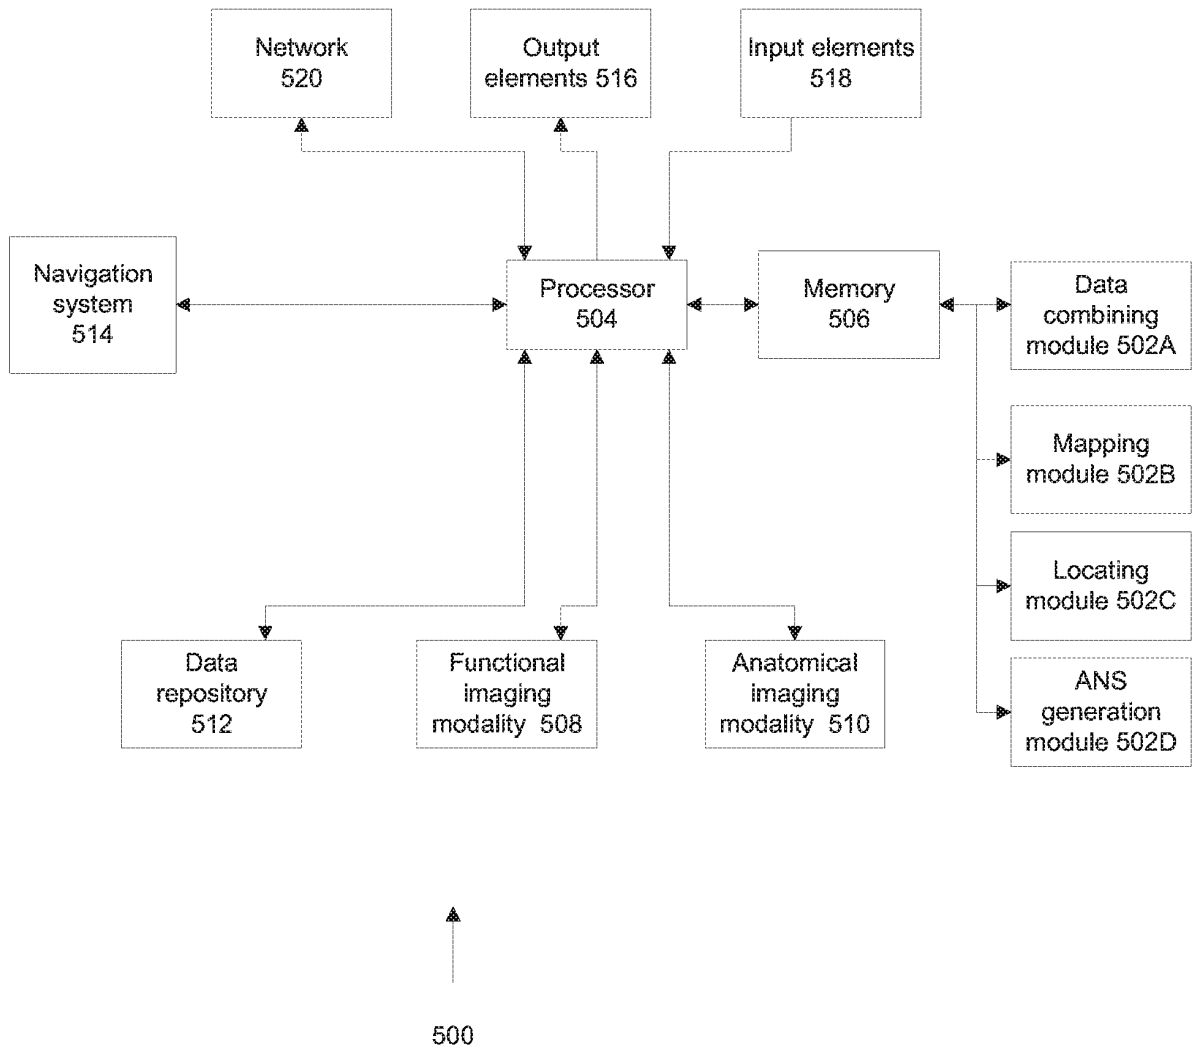 Network
520
Output
elements 516
Input elements
518
Navigation
system
514
Processor
504
Memory
506
Data
combining
module 502A
Mapping
module 502B
Locating
module 502C
ANS
generation
module 502D
Data
repository
512
Functional
imaging
modality 508
Anatomical
imaging
modality 510
500